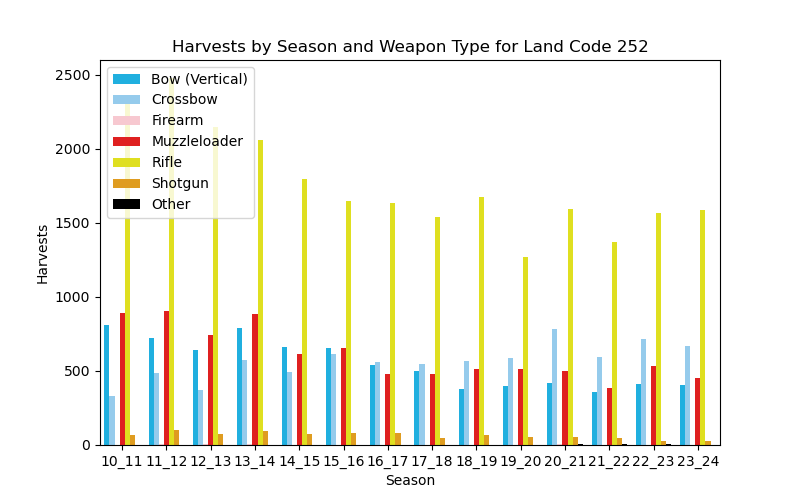 Harvests by Season and Weapon Type for Land Code 252
2500
2000
1500
1000
500
0
Harvests
Bow (Vertical)
Crossbow
Firearm
Muzzleloader
Rifle
Shotgun
Other
10_11 11_12 12_13 13_14 14_15 15_16 16_17 17_18 18_19 19_20 20_21 21_22 22_23 23_24
Season